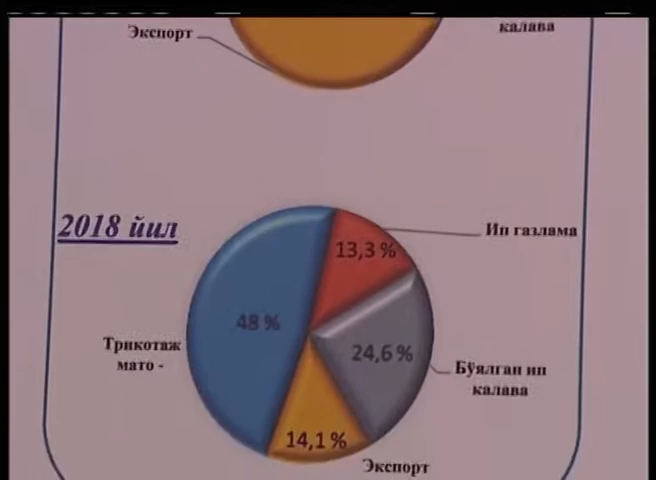 Экспорт
калава
2018 йил
Ип газлама
13,3 %
48 %
24,6 %
Трикотаж
мато -
Бўялган ип
калава
14,1 %
Экспорт